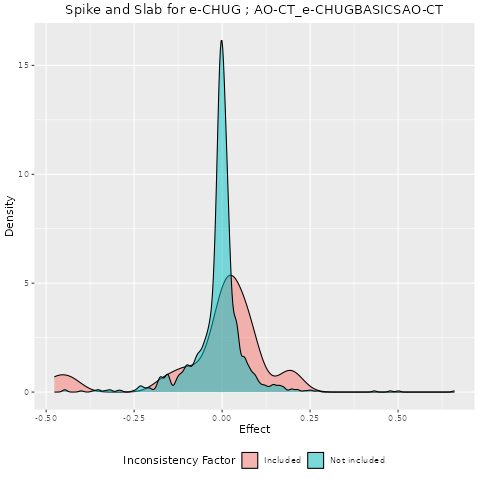 Spike and Slab for e-CHUG ; AO-CT_e-CHUGBASICSAO-CT
Density
15
10
5
0
-0.50
-0.25
0.00
0.25
0.50
Effect
Inconsistency Factor
Included
Not included